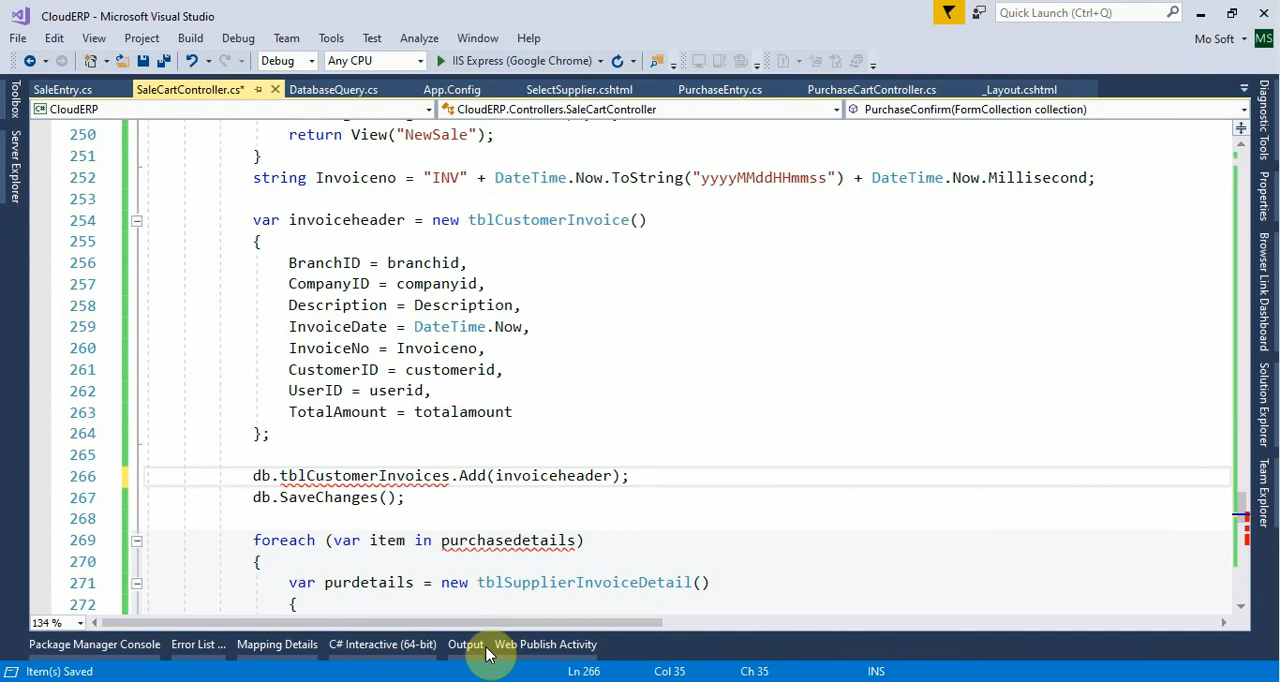 CloudERP - Microsoft Visual Studio
Quick Launch (Ctrl+Q)
File Edit View Project Build Debug Team Tools Test Analyze Window Help
Mo Soft MS
Debug Any CPU IIS Express (Google Chrome)
SaleEntry.cs SaleCartController.cs* DatabaseQuery.cs App.Config SelectSupplier.cshtml PurchaseEntry.cs PurchaseCartController.cs _Layout.cshtml
CloudERP CloudERP.Controllers.SaleCartController PurchaseConfirm(FormCollection collection)
Toolbox
Server Explorer
250 return View("NewSale");
251 }
252 string Invoiceno = "INV" + DateTime.Now.ToString("yyyyMMddHHmmss") + DateTime.Now.Millisecond;
253
254 var invoiceheader = new tblCustomerInvoice()
255 {
256 BranchID = branchid,
257 CompanyID = companyid,
258 Description = Description,
259 InvoiceDate = DateTime.Now,
260 InvoiceNo = Invoiceno,
261 CustomerID = customerid,
262 UserID = userid,
263 TotalAmount = totalamount
264 };
265
266 db.tblCustomerInvoices.Add(invoiceheader);
267 db.SaveChanges();
268
269 foreach (var item in purchasedetails)
270 {
271 var purdetails = new tblSupplierInvoiceDetail()
272 {
Diagnostic Tools
Properties
Browser Link Dashboard
Solution Explorer
Team Explorer
134 %
Package Manager Console Error List ... Mapping Details C# Interactive (64-bit) Output Web Publish Activity
Item(s) Saved Ln 266 Col 35 Ch 35 INS